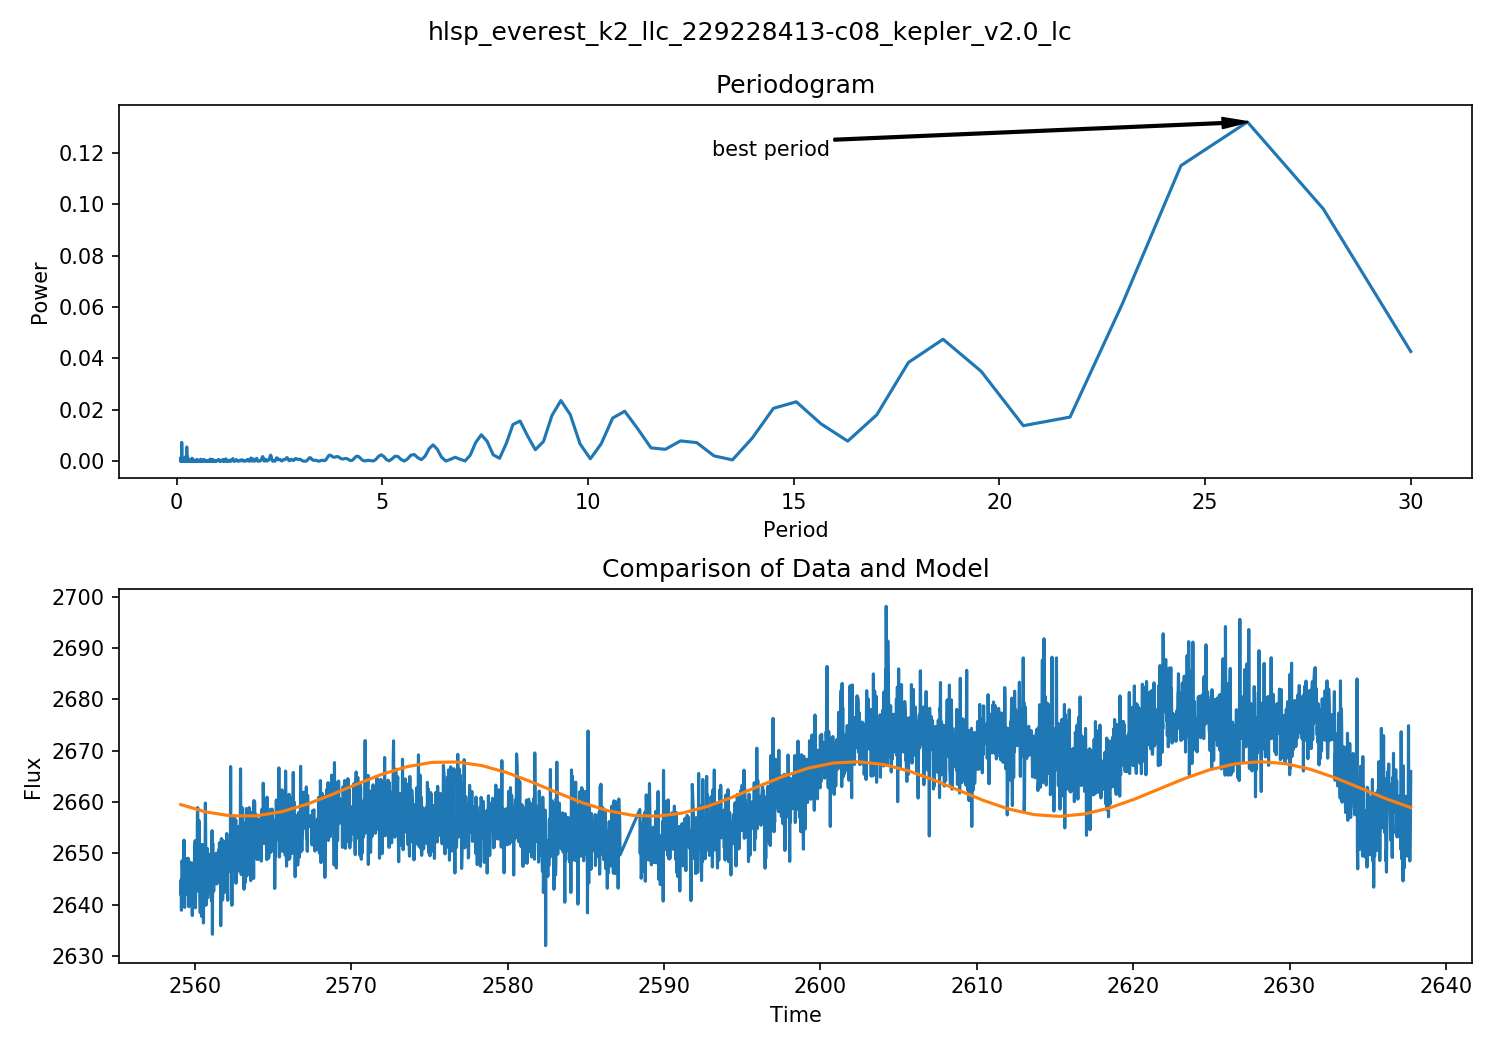 hlsp_everest_k2_llc_229228413-c08_kepler_v2.0_lc
Periodogram
best period
0.12
0.10
0.08
0.06
0.04
0.02
0.00
Power
0 5 10 15 20 25 30
Period
Comparison of Data and Model
2700
2690
2680
2670
2660
2650
2640
2630
Flux
2560 2570 2580 2590 2600 2610 2620 2630 2640
Time